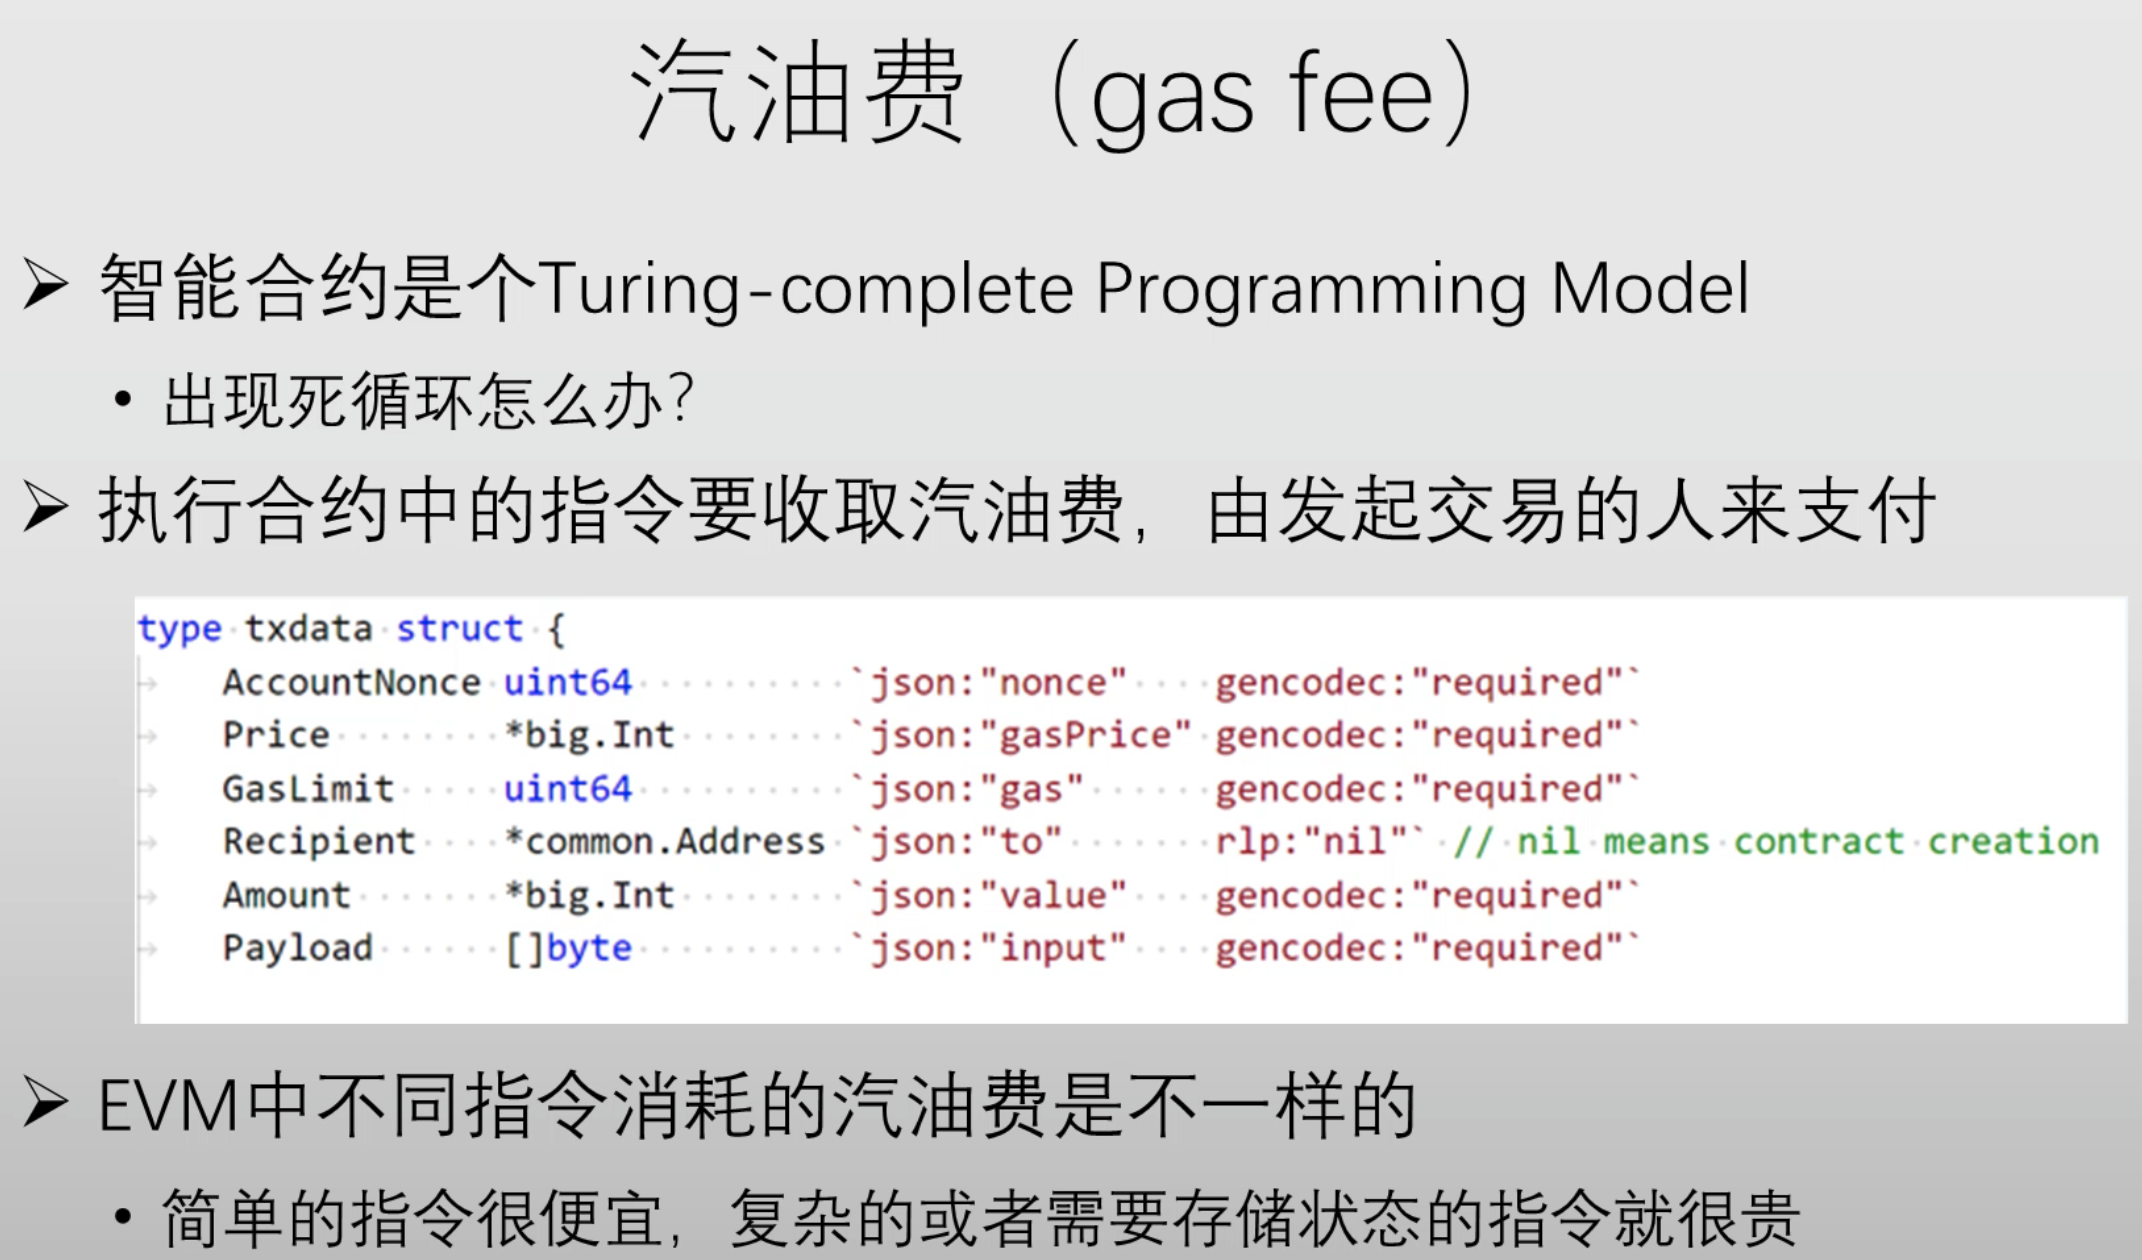 汽油费（gas fee）
➢ 智能合约是个Turing-complete Programming Model
• 出现死循环怎么办？
➢ 执行合约中的指令要收取汽油费，由发起交易的人来支付
type txdata struct {
AccountNonce uint64 `json:"nonce" gencodec:"required"`
Price *big.Int `json:"gasPrice" gencodec:"required"`
GasLimit uint64 `json:"gas" gencodec:"required"`
Recipient *common.Address `json:"to" rlp:"nil"` // nil means contract creation
Amount *big.Int `json:"value" gencodec:"required"`
Payload []byte `json:"input" gencodec:"required"`
➢ EVM中不同指令消耗的汽油费是不一样的
• 简单的指令很便宜，复杂的或者需要存储状态的指令就很贵